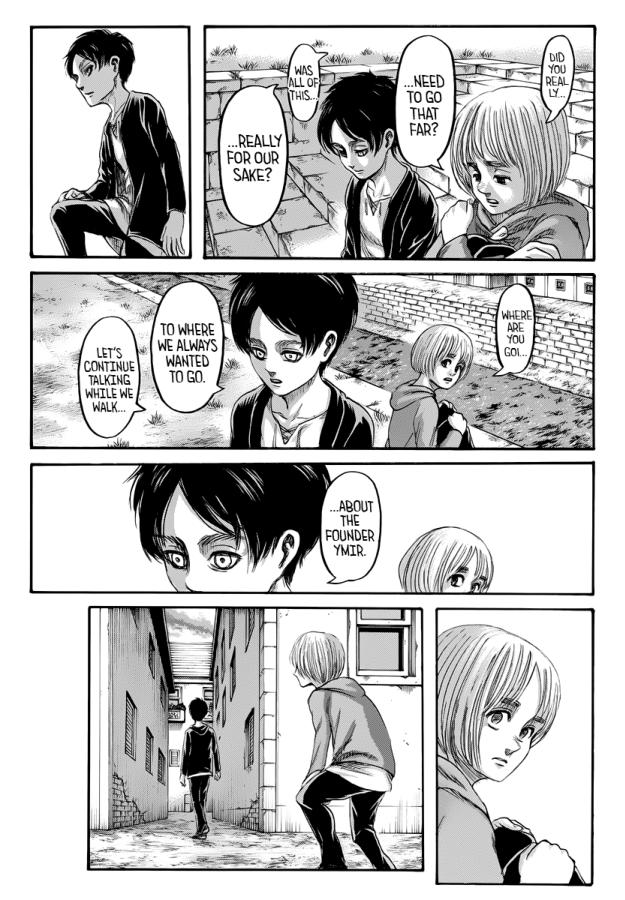 DID
YOU
REAL
LY...
...NEED
TO GO
THAT
FAR?
WAS
ALL OF
THIS...
...REALLY
FOR OUR
SAKE?
WHERE
ARE
YOU
GOI...
TO WHERE
WE ALWAYS
WANTED
TO GO.
LET'S
CONTINUE
TALKING
WHILE WE
WALK...
...ABOUT
THE
FOUNDER
YMIR.